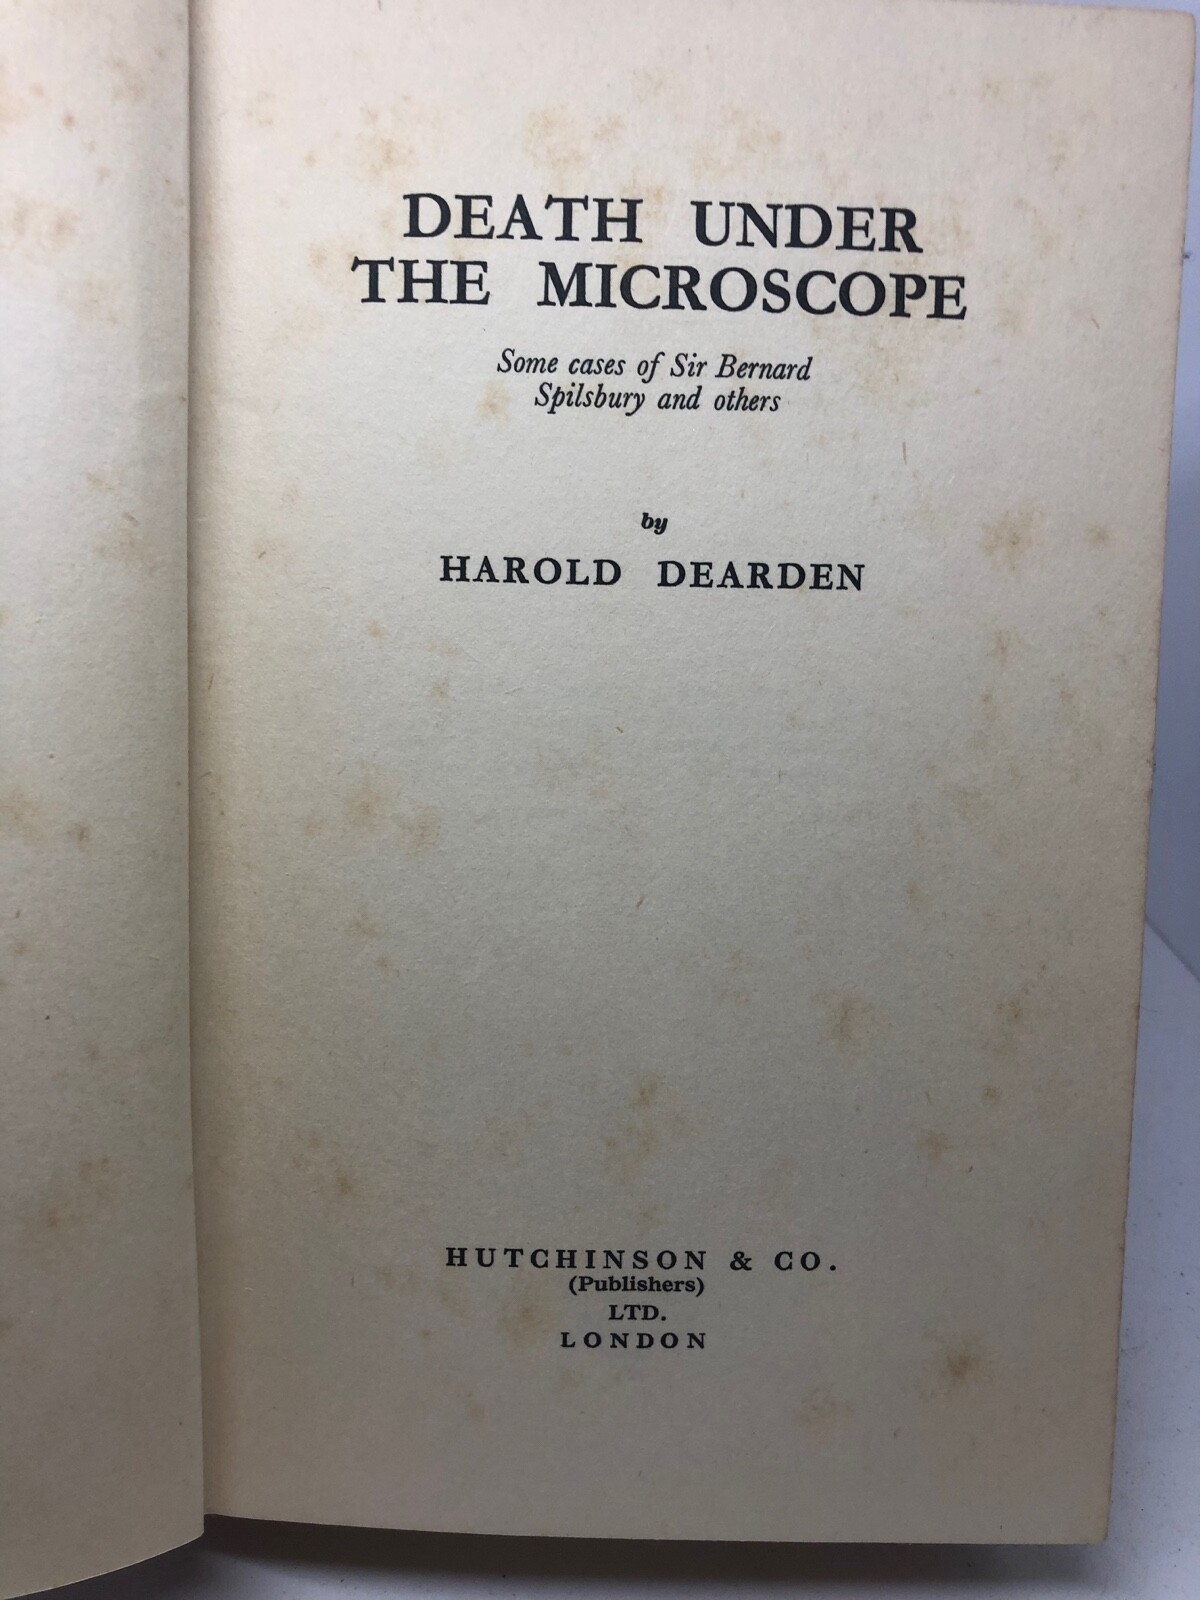 DEATH UNDER
THE MICROSCOPE
Some cases of Sir Bernard
Spilsbury and others
by
HAROLD DEARDEN
HUTCHINSON & CO.
(Publishers)
LTD.
LONDON